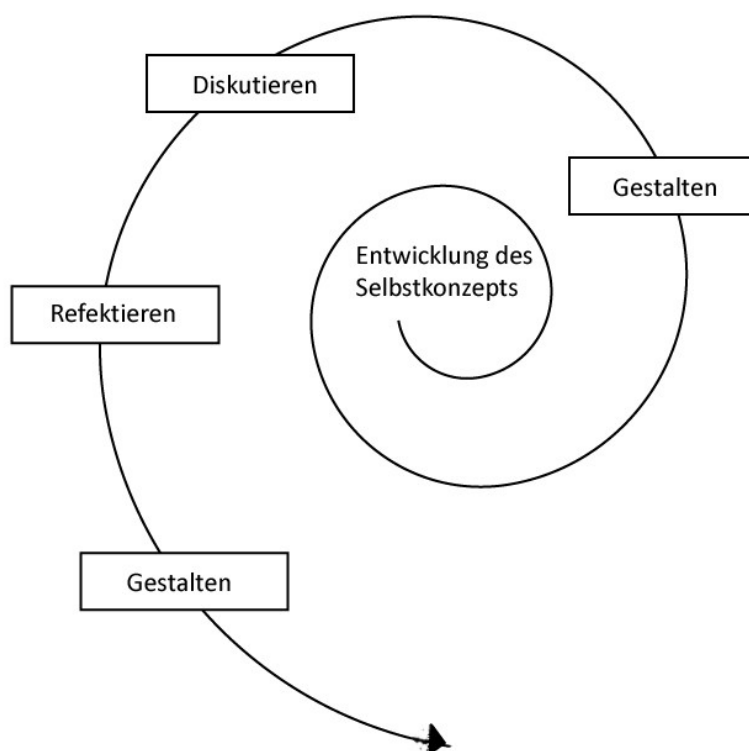 Diskutieren
Gestalten
Entwicklung des
Selbstkonzepts
Refektieren
Gestalten